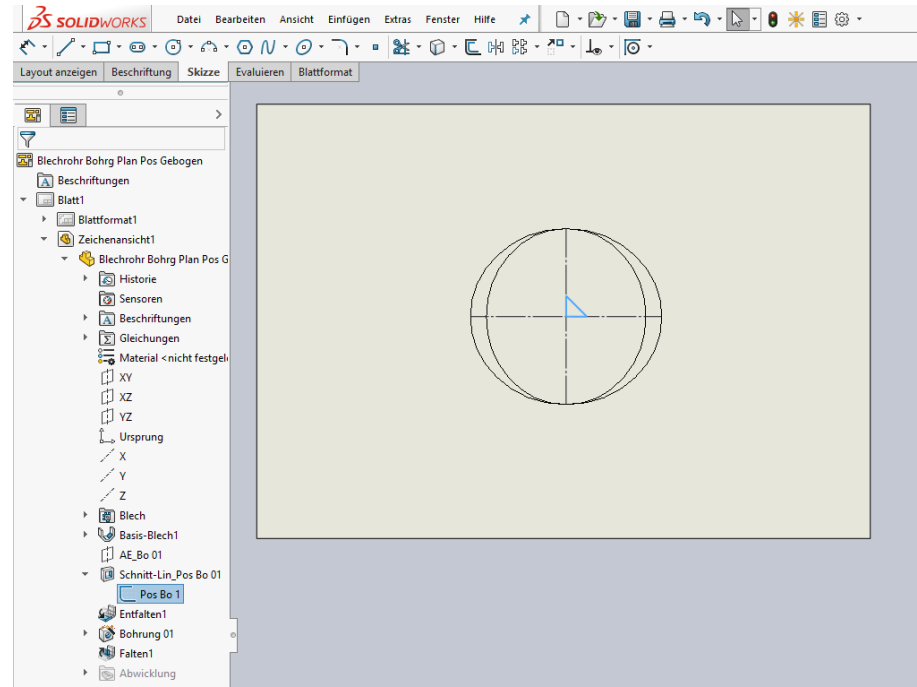 SOLIDWORKS Datei Bearbeiten Ansicht Einfügen Extras Fenster Hilfe
Layout anzeigen Beschriftung Skizze Evaluieren Blattformat
Blechrohr Bohrg Plan Pos Gebogen
Beschriftungen
Blatt1
Blattformat1
Zeichenansicht1
Blechrohr Bohrg Plan Pos G
Historie
Sensoren
Beschriftungen
Gleichungen
Material <nicht festgel
XY
XZ
YZ
Ursprung
X
Y
Z
Blech
Basis-Blech1
AE_Bo 01
Schnitt-Lin_Pos Bo 01
Pos Bo 1
Entfalten1
Bohrung 01
Falten1
Abwicklung